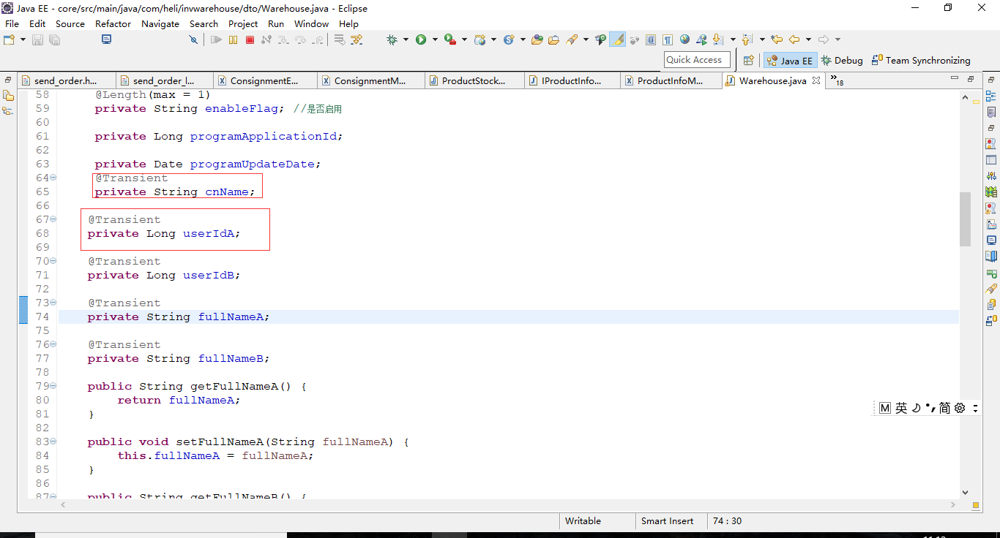 Java EE - core/src/main/java/com/heli/invwarehouse/dto/Warehouse.java - Eclipse
File Edit Source Refactor Navigate Search Project Run Window Help
Quick Access Java EE Debug Team Synchronizing
send_order.h... send_order_l... ConsignmentE... ConsignmentM... ProductStock... IProductInfo... ProductInfoM... Warehouse.java »18
58 @Length(max = 1)
59 private String enableFlag; //是否启用
60
61 private Long programApplicationId;
62
63 private Date programUpdateDate;
64 @Transient
65 private String cnName;
66
67 @Transient
68 private Long userIdA;
69
70 @Transient
71 private Long userIdB;
72
73 @Transient
74 private String fullNameA;
75
76 @Transient
77 private String fullNameB;
78
79 public String getFullNameA() {
80 return fullNameA;
81 }
82
83 public void setFullNameA(String fullNameA) {
84 this.fullNameA = fullNameA;
85 }
86
87 public String getFullNameB() {
M 英 简
Writable Smart Insert 74 : 30